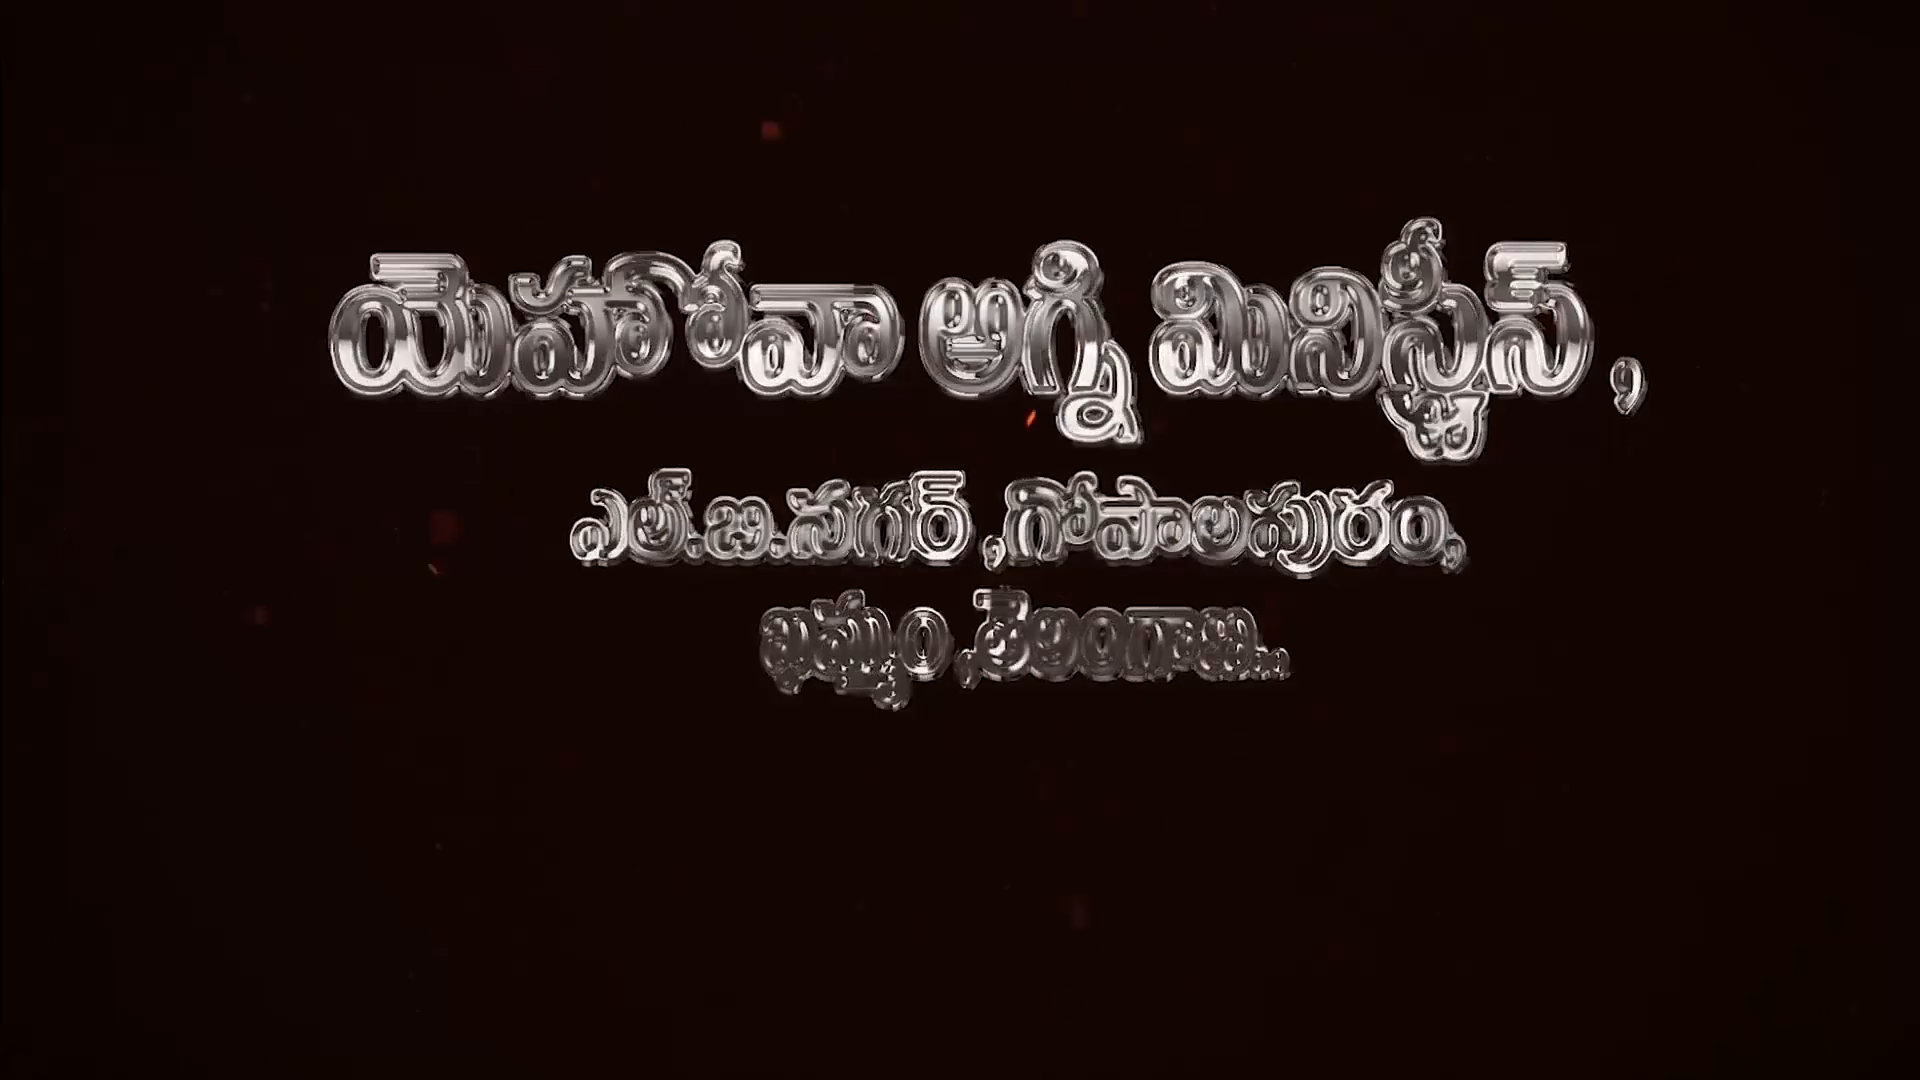 యెహోవా అగ్ని మినిస్ట్రీస్ ,
ఎల్.బి.నగర్ ,గోపాలపురం,
ఖమ్మం ,తెలంగాణ..